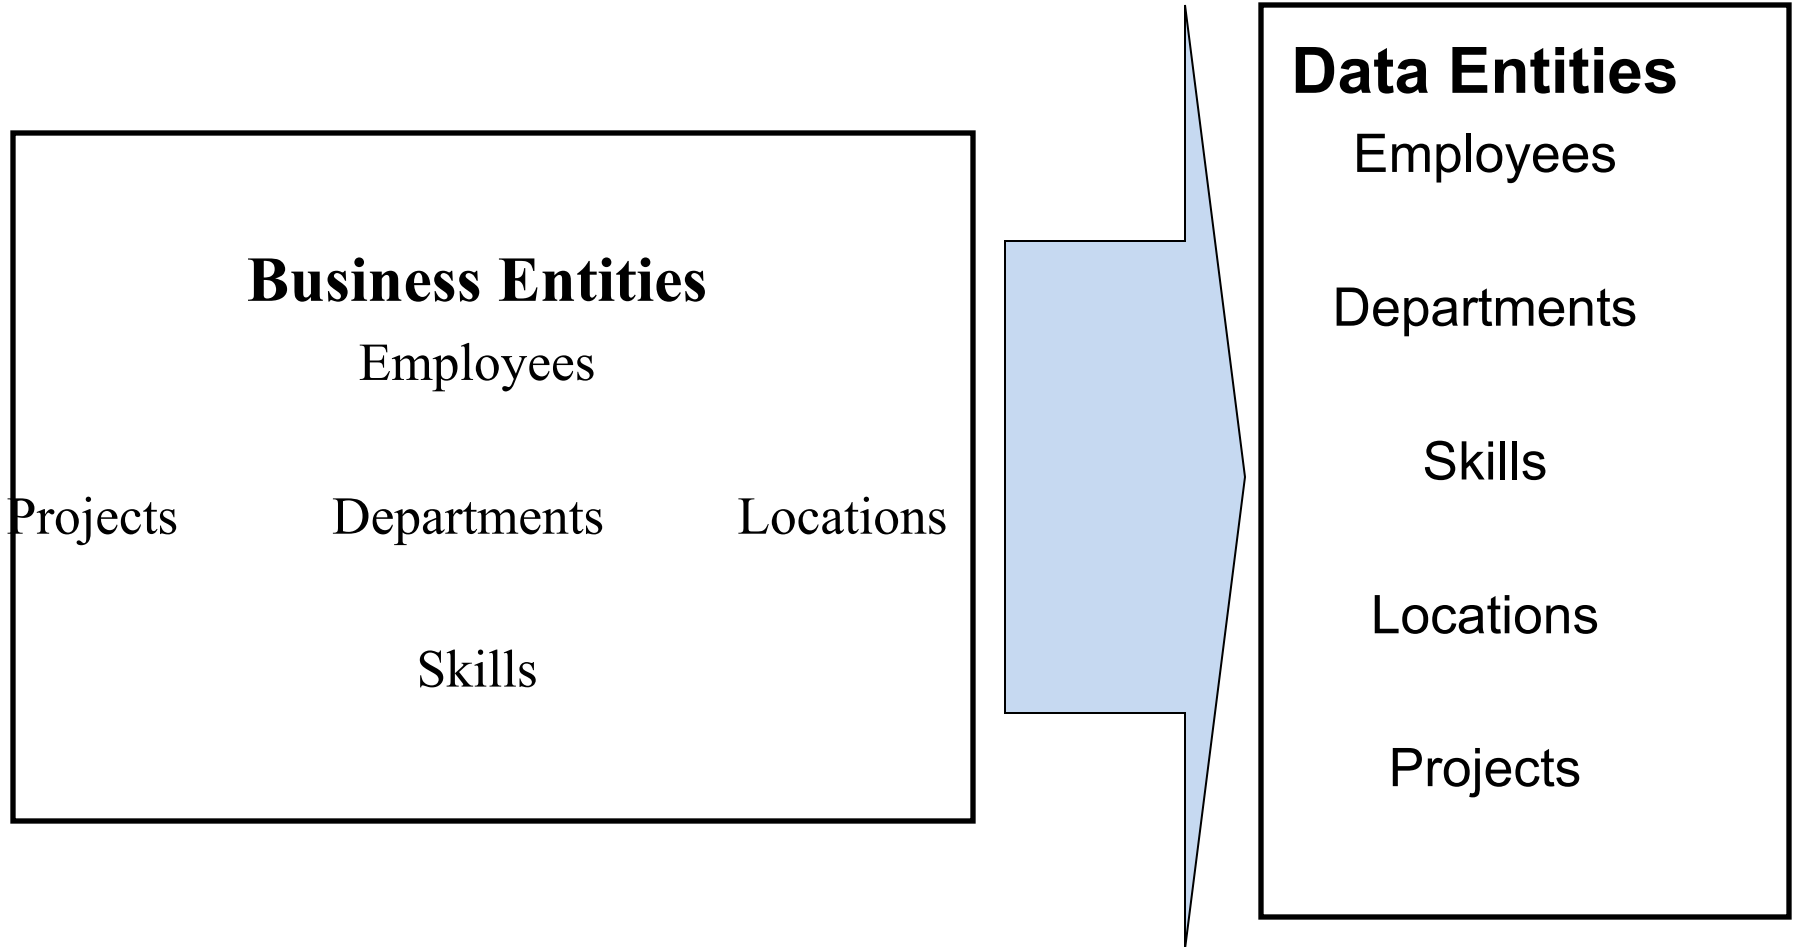 Business Entities
Employees
Projects Departments Locations
Skills
Data Entities
Employees
Departments
Skills
Locations
Projects